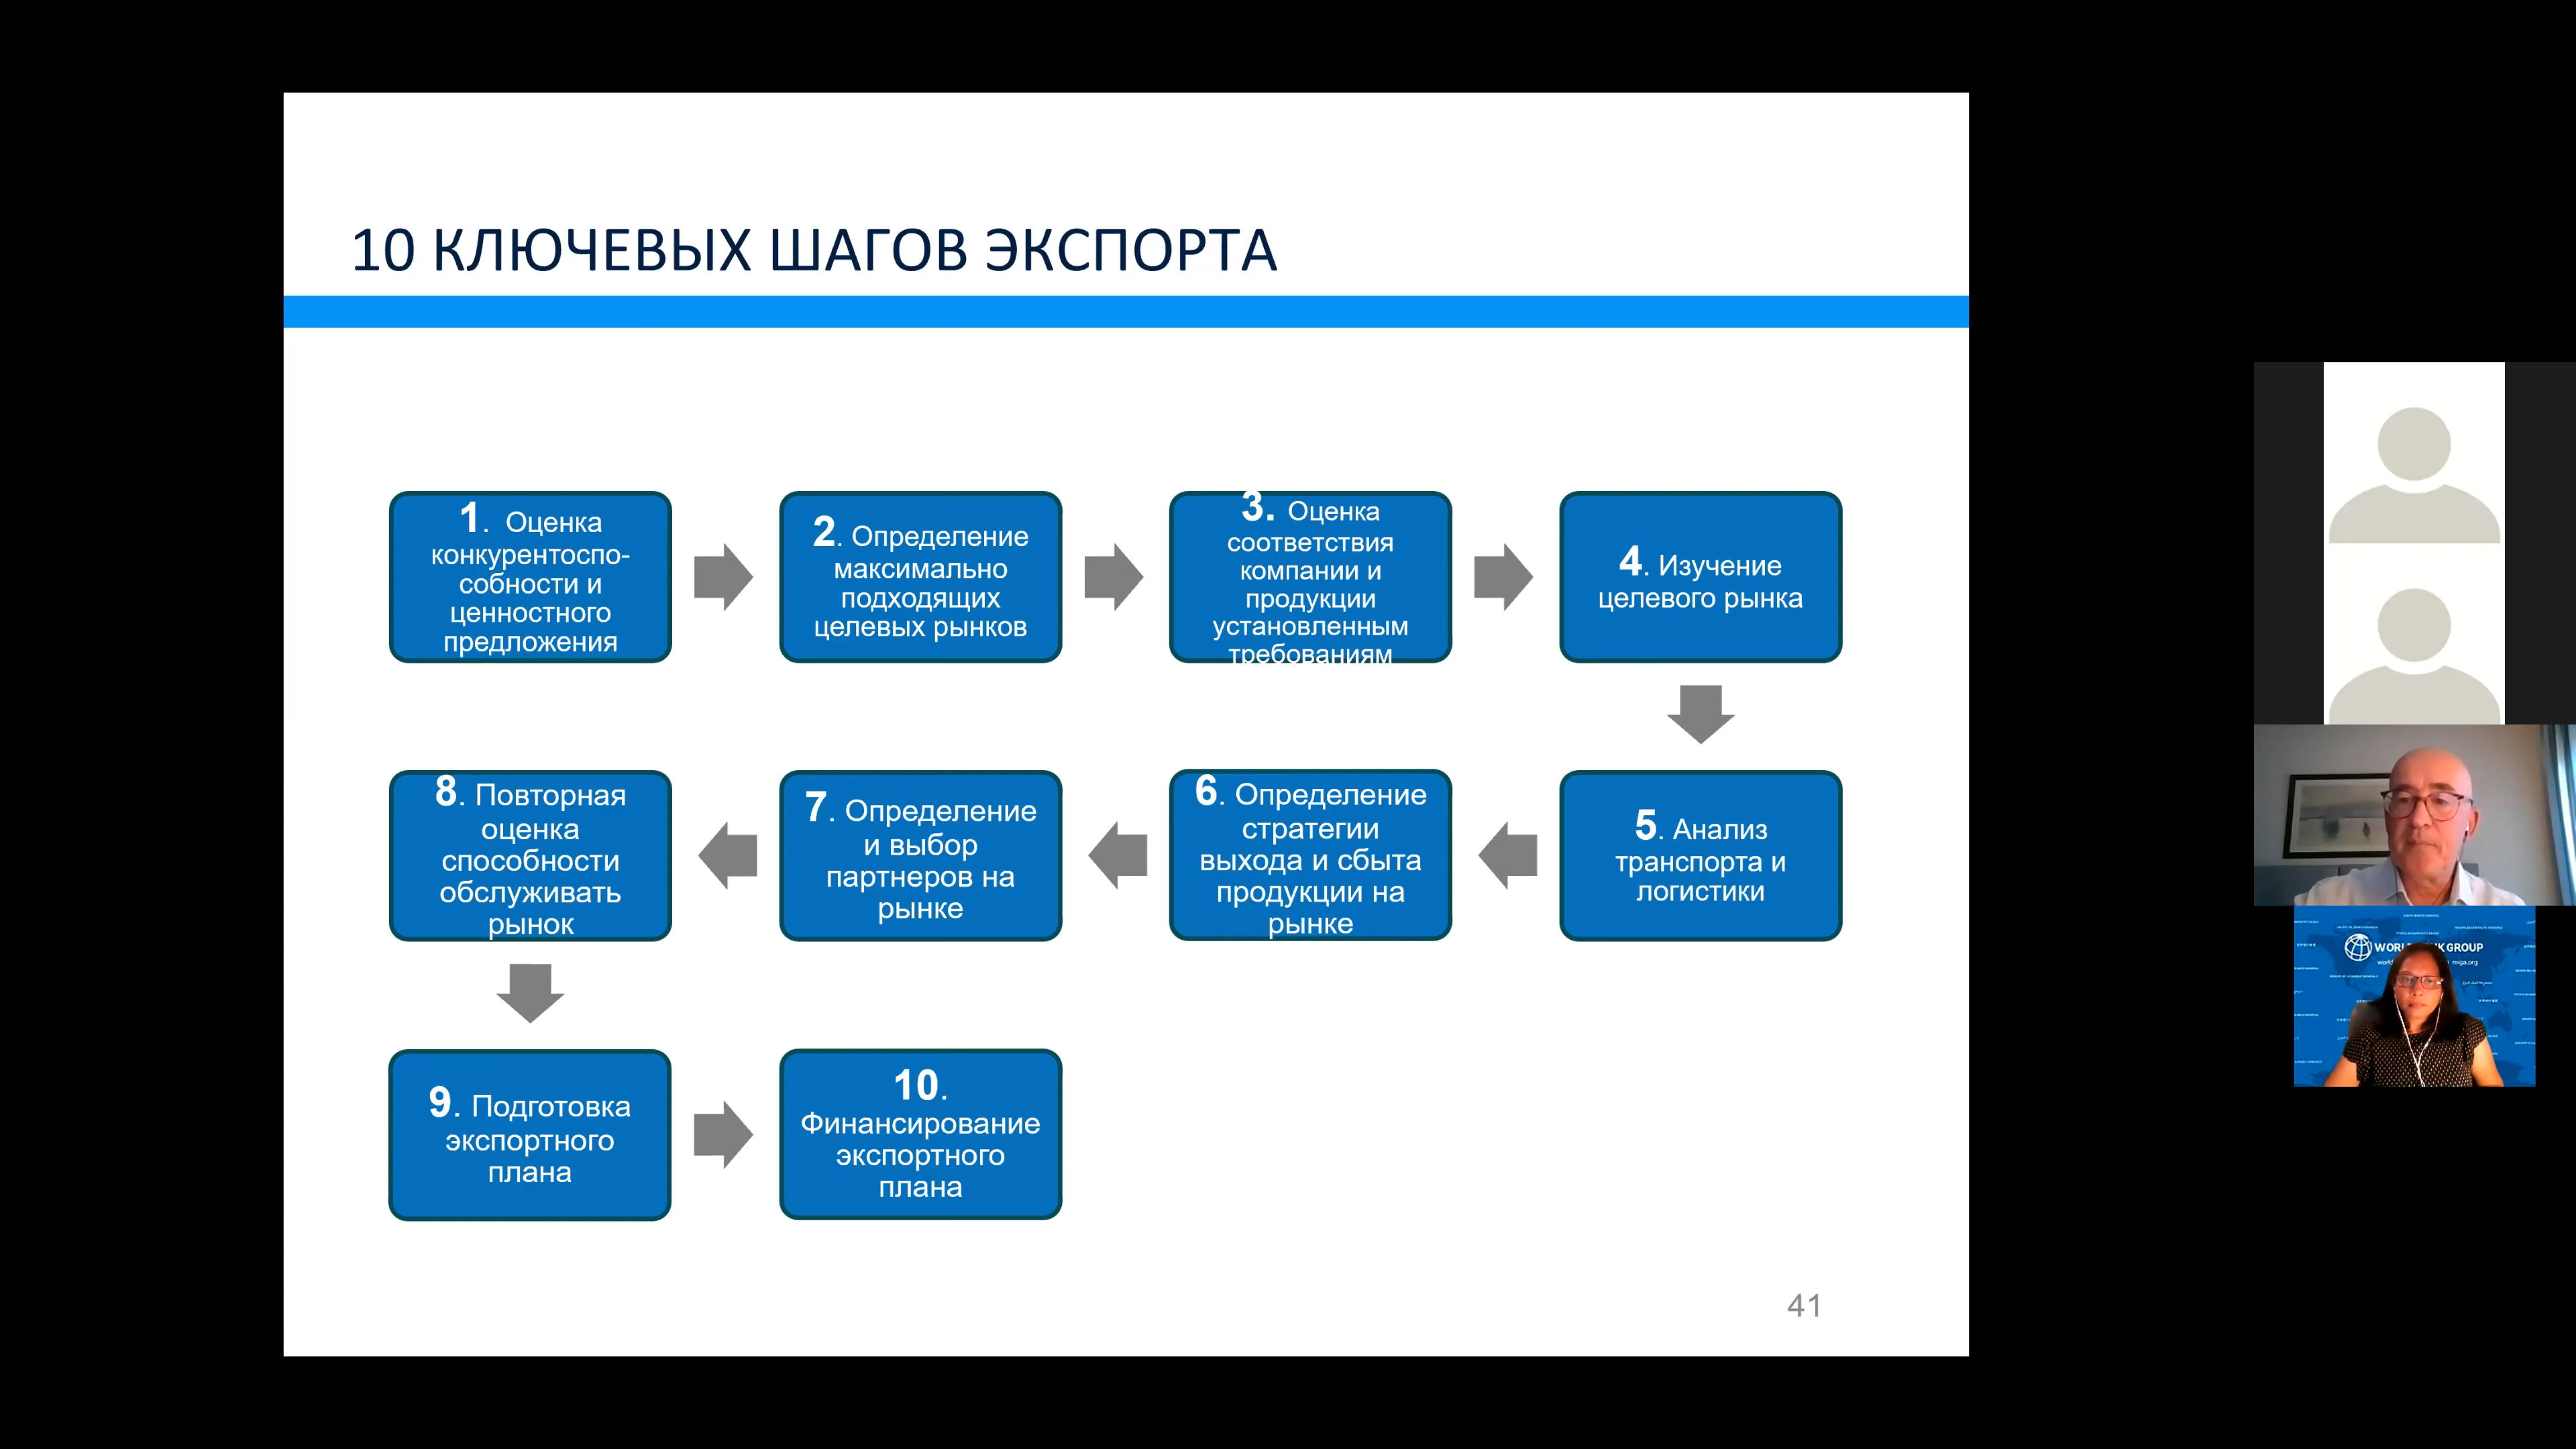 10 КЛЮЧЕВЫХ ШАГОВ ЭКСПОРТА
1. Оценка
конкурентоспо-
собности и
ценностного
предложения
2. Определение
максимально
подходящих
целевых рынков
3. Оценка
соответствия
компании и
продукции
установленным
требованиям
4. Изучение
целевого рынка
5. Анализ
транспорта и
логистики
6. Определение
стратегии
выхода и сбыта
продукции на
рынке
7. Определение
и выбор
партнеров на
рынке
8. Повторная
оценка
способности
обслуживать
рынок
9. Подготовка
экспортного
плана
10.
Финансирование
экспортного
плана
41
GROUP
miga.org